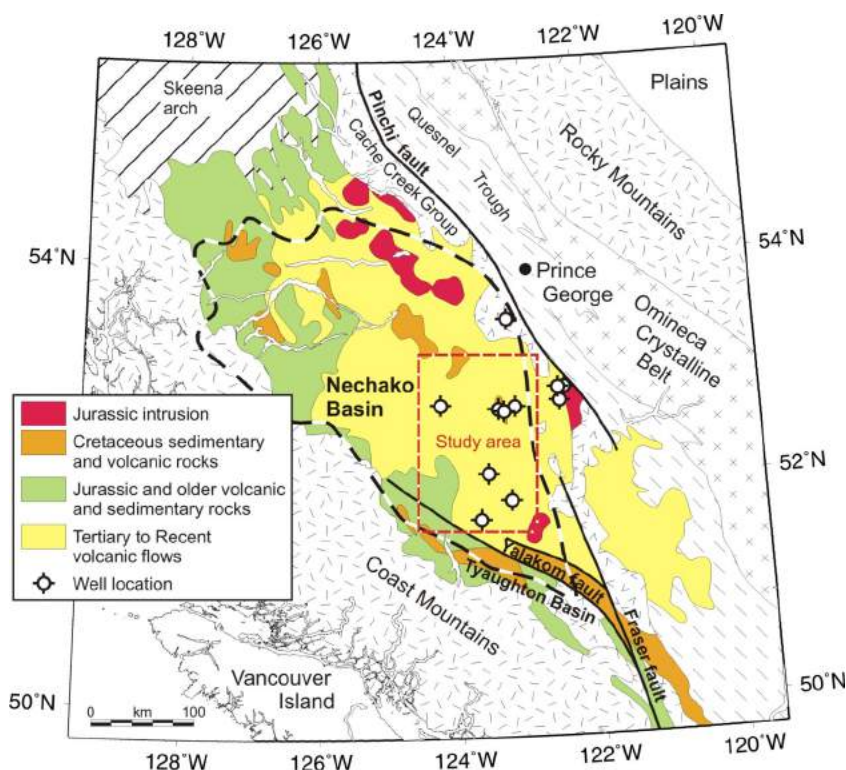 128˚W
126˚W
124˚W
122˚W
120˚W
Skeena
arch
Plains
Pinchi fault
Quesnel
Trough
Cache Creek Group
Rocky Mountains
54˚N
54˚N
Prince
George
Omineca
Crystalline
Belt
Nechako
Basin
Study area
52˚N
Jurassic intrusion
Cretaceous sedimentary
and volcanic rocks
Jurassic and older volcanic
and sedimentary rocks
Tertiary to Recent
volcanic flows
Well location
Yalakom fault
Tyaughton Basin
Fraser fault
Coast Mountains
Vancouver
Island
50˚N
50˚N
0 km 100
128˚W
126˚W
124˚W
122˚W
120˚W